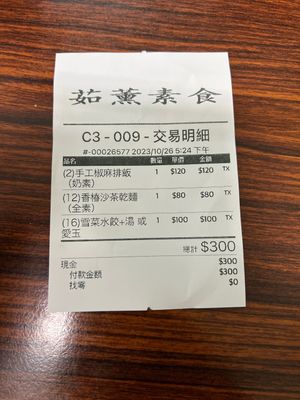 茹薰素食
C3 - 009 - 交易明細
#-00026577 2023/10/26 5:24 下午
品名 數量 單價 金額
(2)手工椒麻排飯 1 $120 $120 TX
(奶素)
(12)香椿沙茶乾麵 1 $80 $80 TX
(全素)
(16)雪菜水餃+湯 或 1 $100 $100 TX
愛玉
總計 $300
現金 $300
付款金額 $300
找零 $0